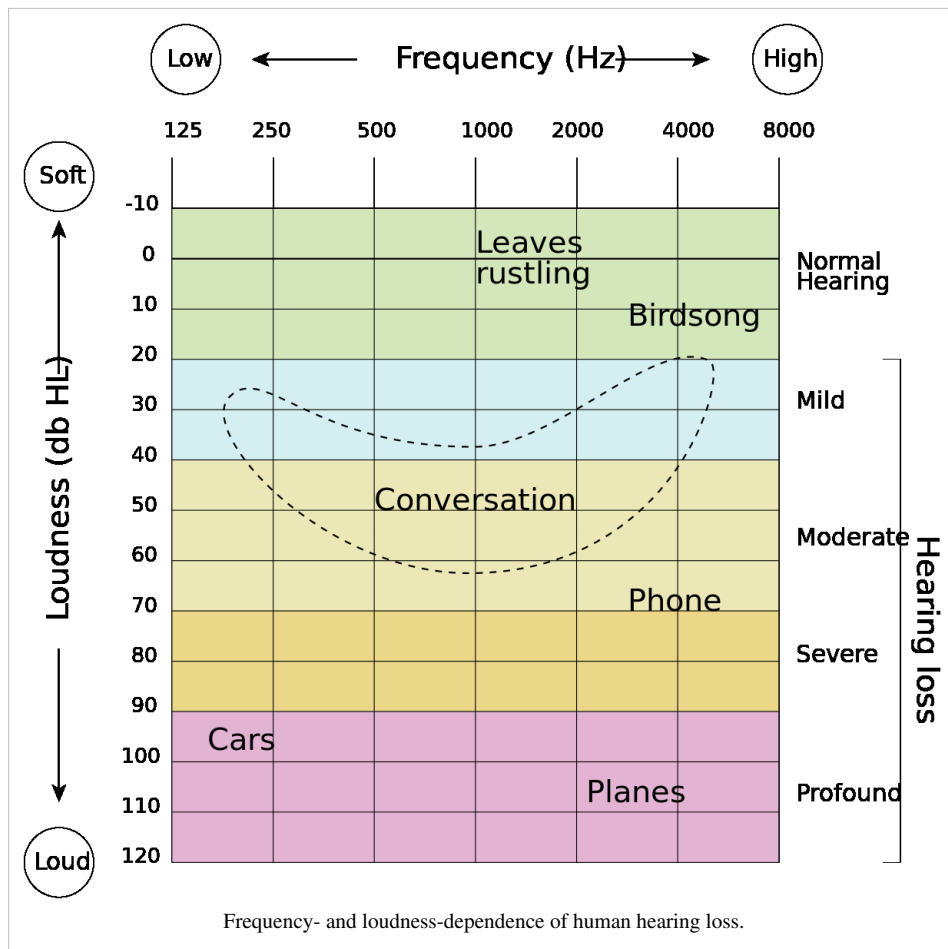 Low Frequency (Hz) High
125 250 500 1000 2000 4000 8000
Soft
-10
Leaves
0
Normal
rustling
Hearing
10
Birdsong
20
30
Mild
40
Conversation
50
Moderate
60
Phone
70
80
Severe
90
Cars
100
Planes
Profound
110
120
Loud
Loudness (db HL)
Hearing loss
Frequency- and loudness-dependence of human hearing loss.